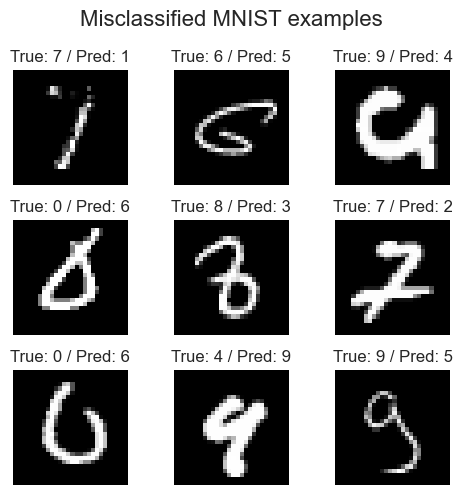 Misclassified MNIST examples
True: 7 / Pred: 1 True: 6 / Pred: 5 True: 9 / Pred: 4
True: 0 / Pred: 6 True: 8 / Pred: 3 True: 7 / Pred: 2
True: 0 / Pred: 6 True: 4 / Pred: 9 True: 9 / Pred: 5